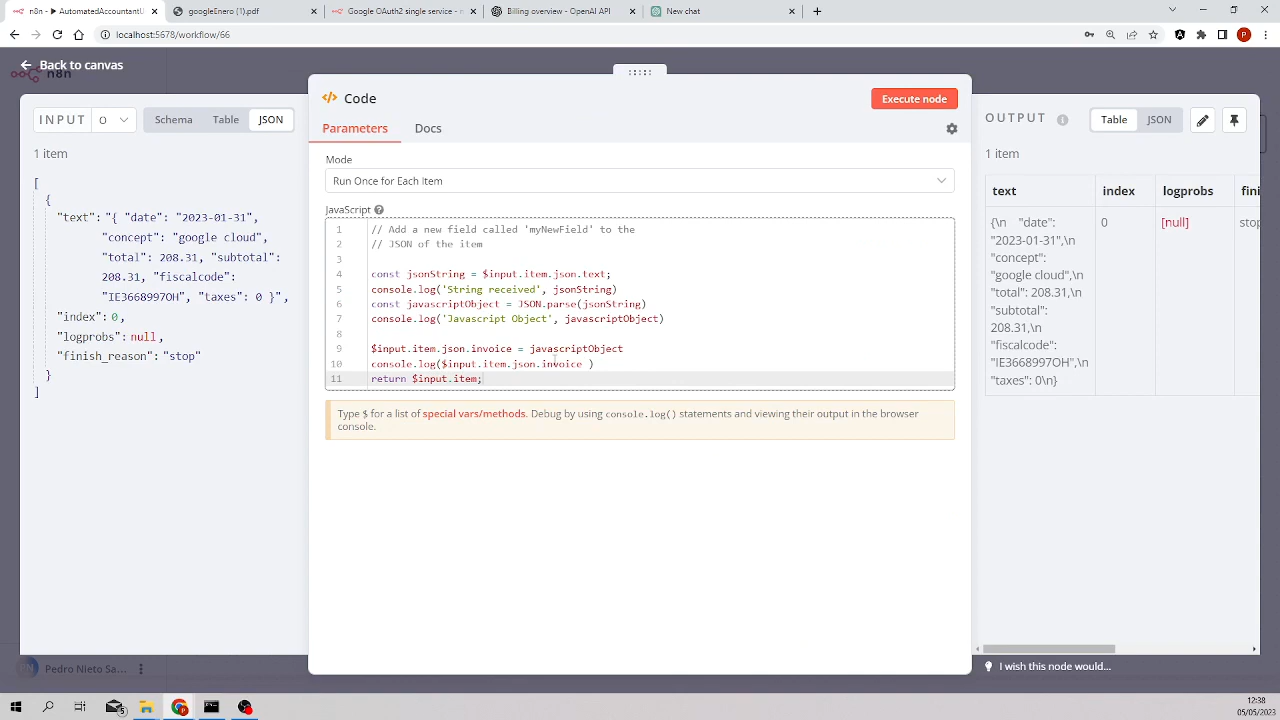 n8n - ▶ AutomatedAccountantU
googleEnero (1).pdf
Google OAuth2 single service - n
Billing overview - OpenAI API
New chat
localhost:5678/workflow/66
P
Back to canvas
n8n
INPUT
JSON
Schema
Table
1 item
[
{
"text": "{ "date": "2023-01-31",
"concept": "google cloud",
"total": 208.31, "subtotal":
208.31, "fiscalcode":
"IE3668997OH", "taxes": 0 }",
"index": 0,
"logprobs": null,
"finish_reason": "stop"
}
]
Code
Execute node
Parameters
Docs
Mode
Run Once for Each Item
JavaScript
1 // Add a new field called 'myNewField' to the
2 // JSON of the item
3
4 const jsonString = $input.item.json.text;
5 console.log('String received', jsonString)
6 const javascriptObject = JSON.parse(jsonString)
7 console.log('Javascript Object', javascriptObject)
8
9 $input.item.json.invoice = javascriptObject
10 console.log($input.item.json.invoice )
11 return $input.item;
Type $ for a list of special vars/methods. Debug by using console.log() statements and viewing their output in the browser
console.
OUTPUT
Table
JSON
1 item
text index logprobs fini
{\n "date": 0 [null] stop
"2023-01-31",\n
"concept":
"google cloud",\n
"total": 208.31,\n
"subtotal":
208.31,\n
"fiscalcode":
"IE3668997OH",\n
"taxes": 0\n}
I wish this node would...
Pedro Nieto Sa...
12:38
05/05/2023